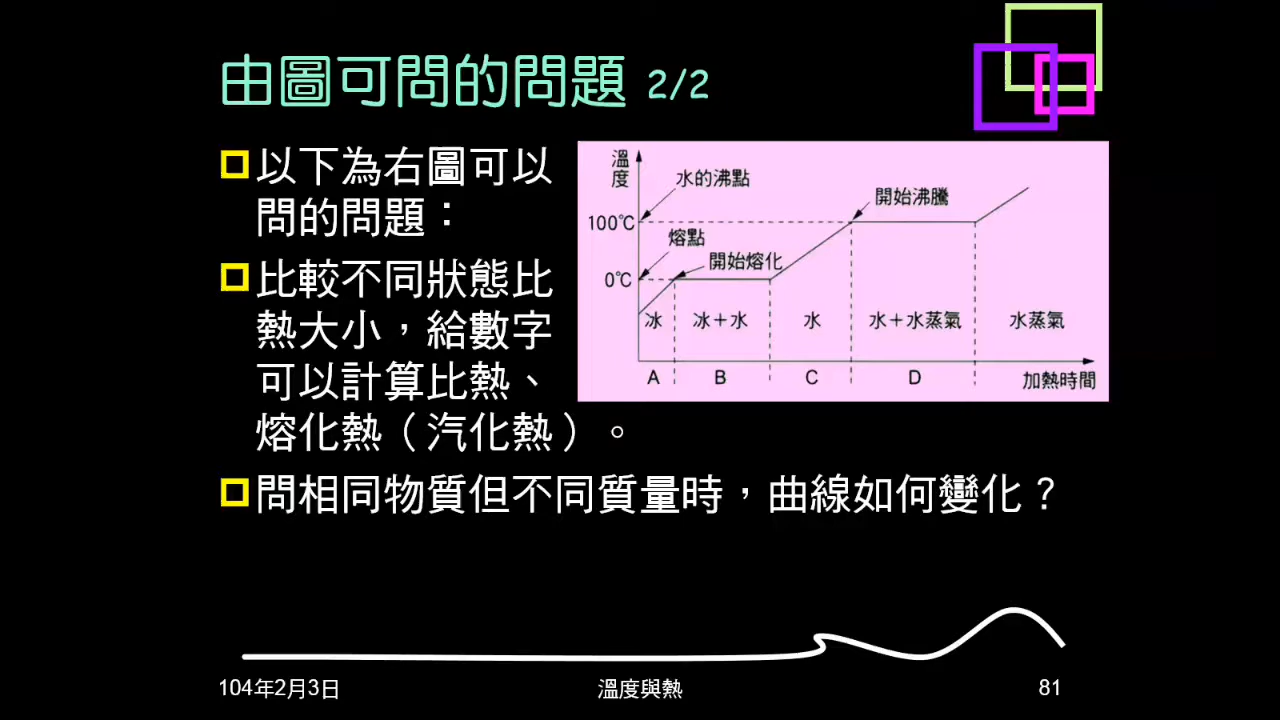 由圖可問的問題 2/2
以下為右圖可以
問的問題：
比較不同狀態比
熱大小，給數字
可以計算比熱、
熔化熱（汽化熱）。
問相同物質但不同質量時，曲線如何變化？
溫度
水的沸點
開始沸騰
100℃
熔點
開始熔化
0℃
冰
冰＋水
水
水＋水蒸氣
水蒸氣
A
B
C
D
加熱時間
104年2月3日
溫度與熱
81